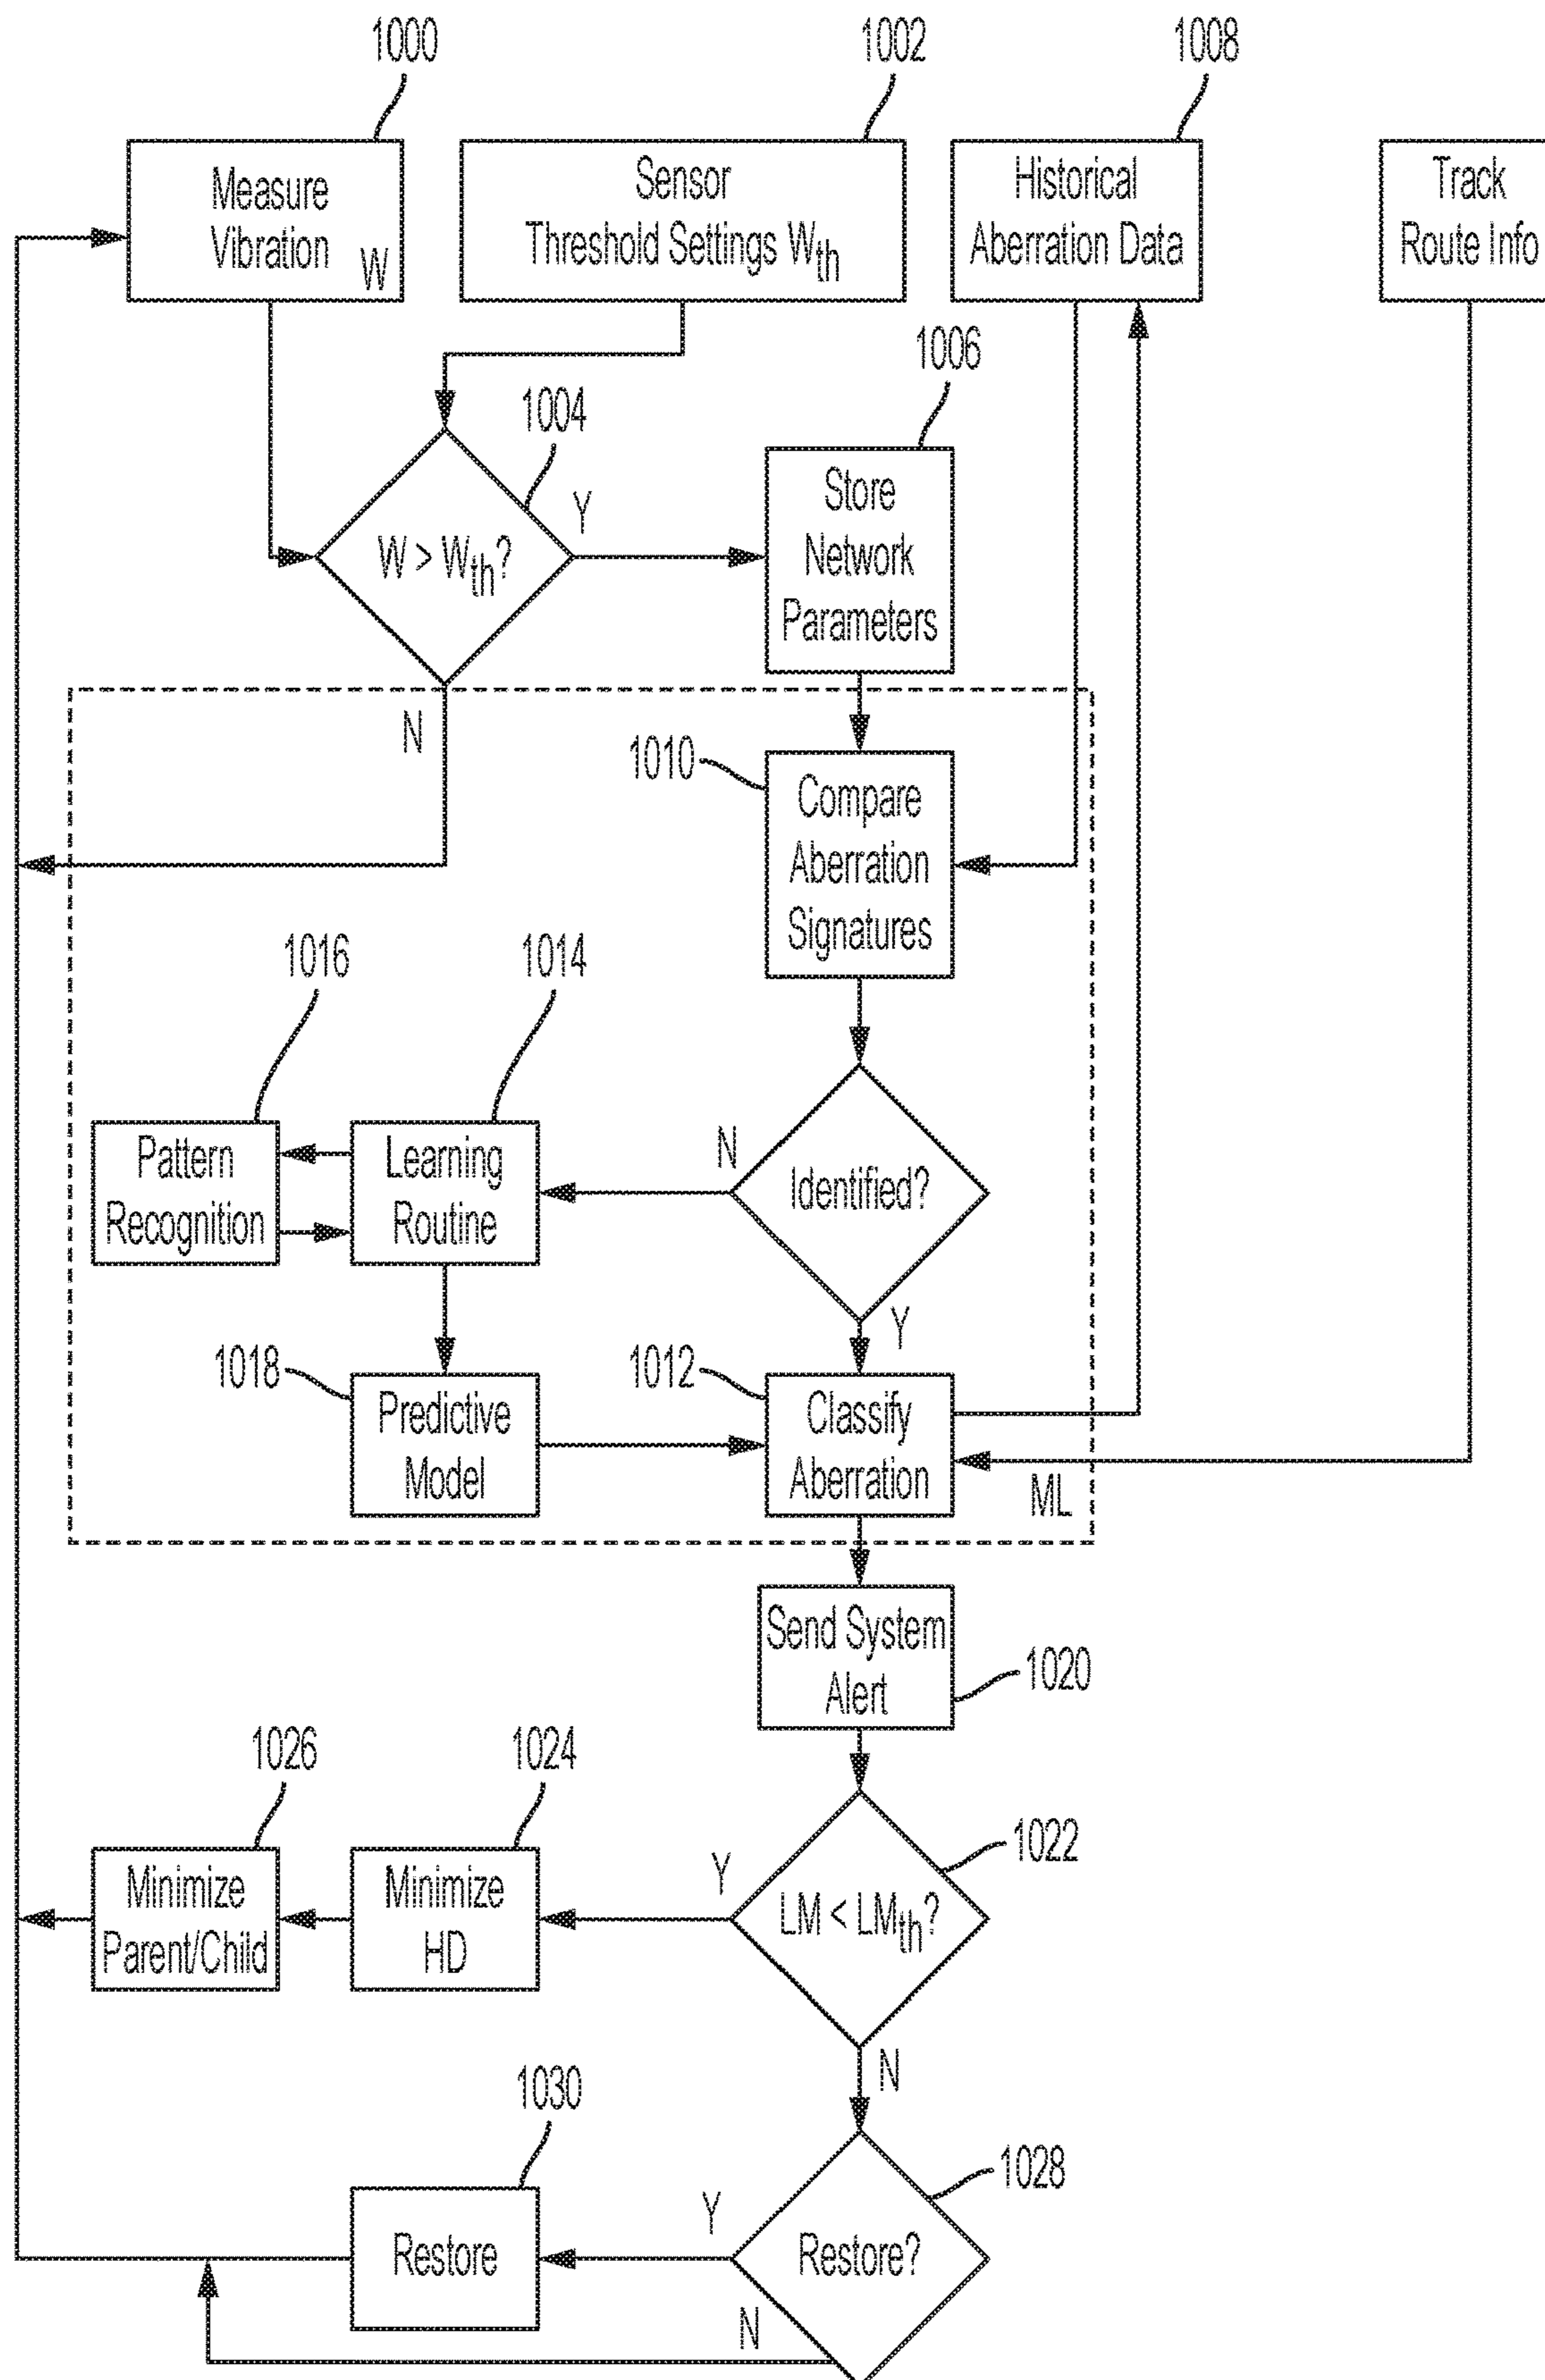 1000
1002
1008
Measure
Vibration
W
Sensor
Threshold Settings Wth
Historical
Aberration Data
Track
Route Info
1006
1004
Store
Network
Parameters
Y
W > Wth?
N
1010
Compare
Aberration
Signatures
1016
1014
Pattern
Recognition
Learning
Routine
N
Identified?
Y
1018
1012
Predictive
Model
Classify
Aberration
ML
Send System
Alert
1020
1026
1024
1022
Minimize
Parent/Child
Minimize
HD
Y
LM < LMth?
N
1030
1028
Restore
Y
Restore?
N